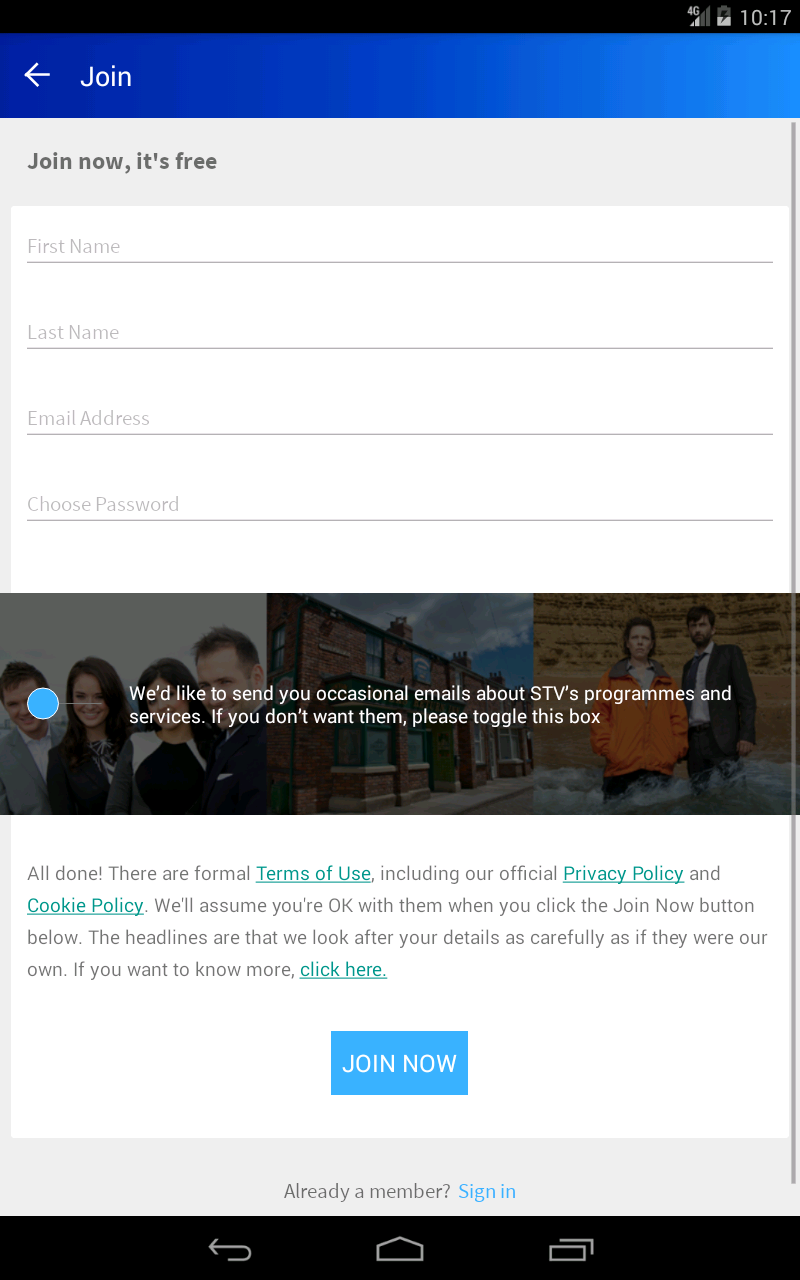 4G 10:17
Join
Join now, it's free
First Name
Last Name
Email Address
Choose Password
We’d like to send you occasional emails about STV’s programmes and
services. If you don’t want them, please toggle this box
All done! There are formal Terms of Use, including our official Privacy Policy and
Cookie Policy. We'll assume you're OK with them when you click the Join Now button
below. The headlines are that we look after your details as carefully as if they were our
own. If you want to know more, click here.
JOIN NOW
Already a member? Sign in